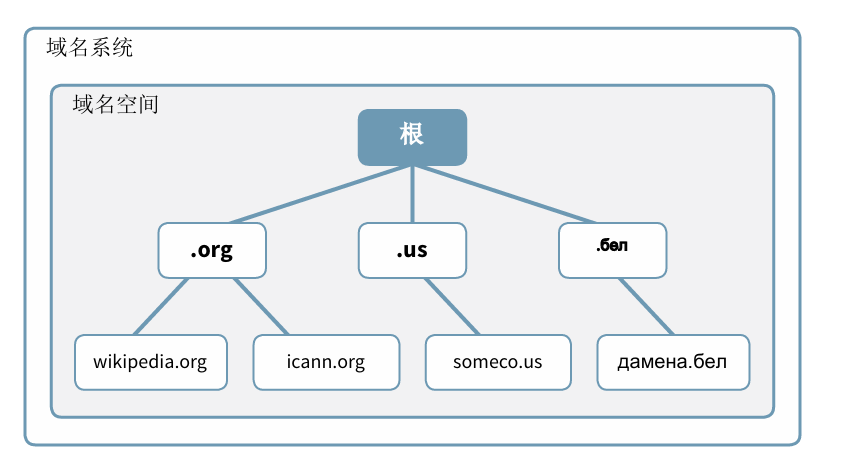 域名系统
域名空间
根
.org
.us
.бел
wikipedia.org
icann.org
someco.us
дамена.бел